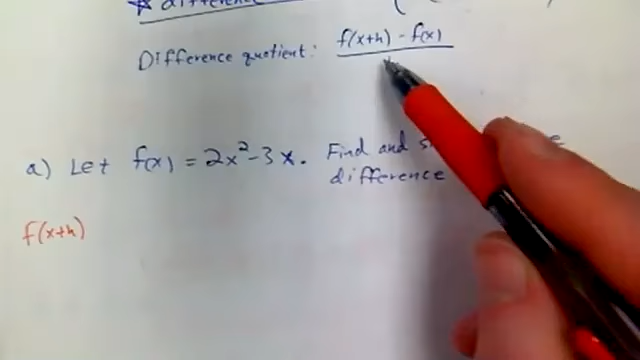 Difference quotient: f(x+h) - f(x)
a) Let f(x) = 2x² - 3x. Find and
difference
f(x+h)